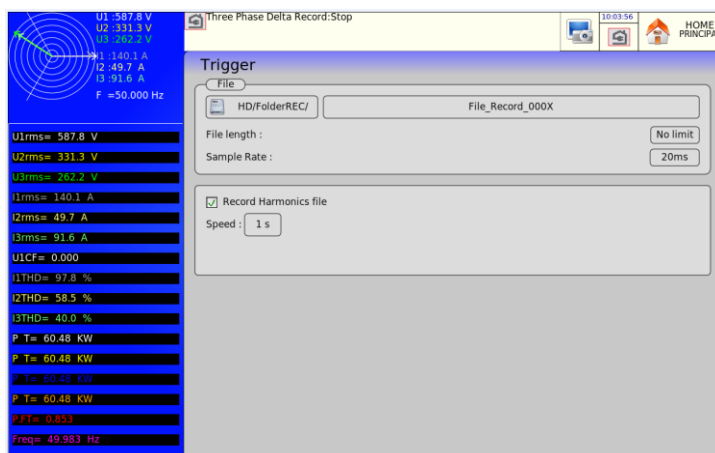 U1 :587.8 V
U2 :331.3 V
U3 :262.2 V
I1 :140.1 A
I2 :49.7 A
I3 :91.6 A
F =50.000 Hz
U1rms= 587.8 V
U2rms= 331.3 V
U3rms= 262.2 V
I1rms= 140.1 A
I2rms= 49.7 A
I3rms= 91.6 A
U1CF= 0.000
I1THD= 97.8 %
I2THD= 58.5 %
I3THD= 40.0 %
P T= 60.48 KW
P T= 60.48 KW
P T= 60.48 KW
P T= 60.48 KW
P.FT= 0.853
Freq= 49.983 Hz
Three Phase Delta Record:Stop
10:03:56
HOME
PRINCIPA
Trigger
File
HD/FolderREC/ File_Record_000X
File length : No limit
Sample Rate : 20ms
Record Harmonics file
Speed : 1 s